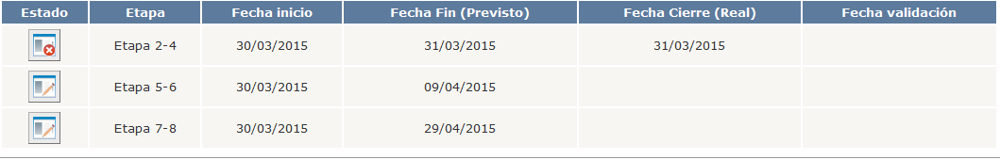 Estado Etapa Fecha inicio Fecha Fin (Previsto) Fecha Cierre (Real) Fecha validación
Etapa 2-4 30/03/2015 31/03/2015 31/03/2015
Etapa 5-6 30/03/2015 09/04/2015
Etapa 7-8 30/03/2015 29/04/2015